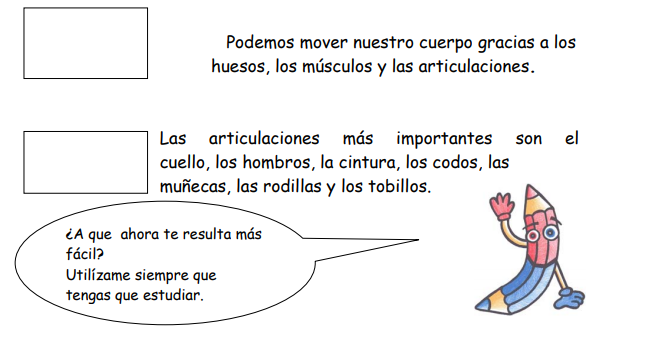 Podemos mover nuestro cuerpo gracias a los
huesos, los músculos y las articulaciones.
Las articulaciones más importantes son el
cuello, los hombros, la cintura, los codos, las
muñecas, las rodillas y los tobillos.
¿A que ahora te resulta más
fácil?
Utilízame siempre que
tengas que estudiar.